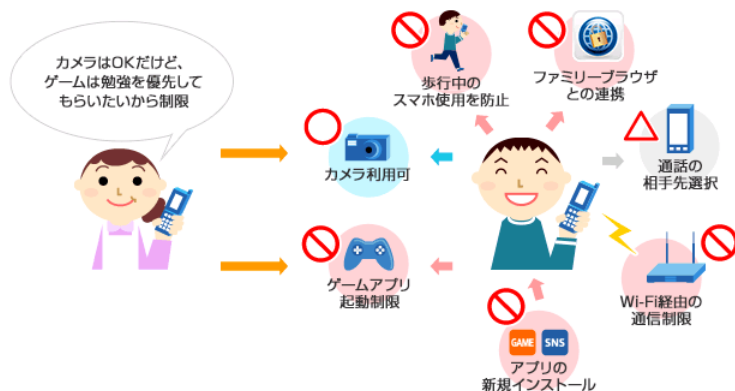 カメラはOKだけど、
ゲームは勉強を優先して
もらいたいから制限
歩行中の
スマホ使用を防止
ファミリーブラウザ
との連携
カメラ利用可
通話の
相手先選択
ゲームアプリ
起動制限
Wi-Fi経由の
通信制限
GAME SNS
アプリの
新規インストール